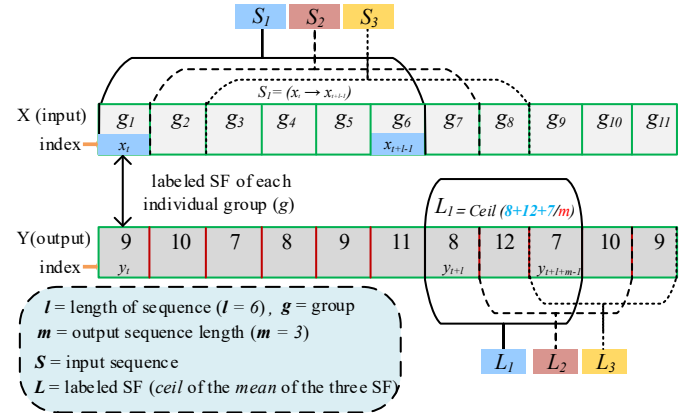 S1 S2 S3
S1 = (xt → xt+l-1)
X (input) g1 g2 g3 g4 g5 g6 g7 g8 g9 g10 g11
index xt xt+l-1
labeled SF of each
individual group (g)
L1 = Ceil (8+12+7/m)
Y(output) 9 10 7 8 9 11 8 12 7 10 9
index yt yt+l yt+l+m-1
l = length of sequence (l = 6) , g = group
m = output sequence length (m = 3)
S = input sequence
L = labeled SF (ceil of the mean of the three SF)
L1 L2 L3